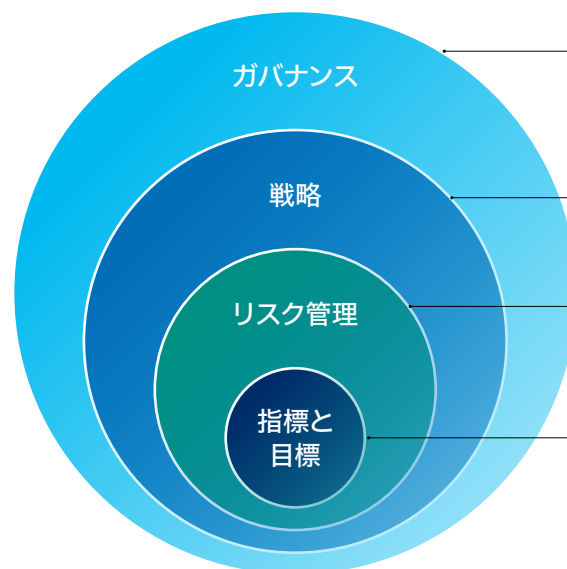 ガバナンス
戦略
リスク管理
指標と
目標